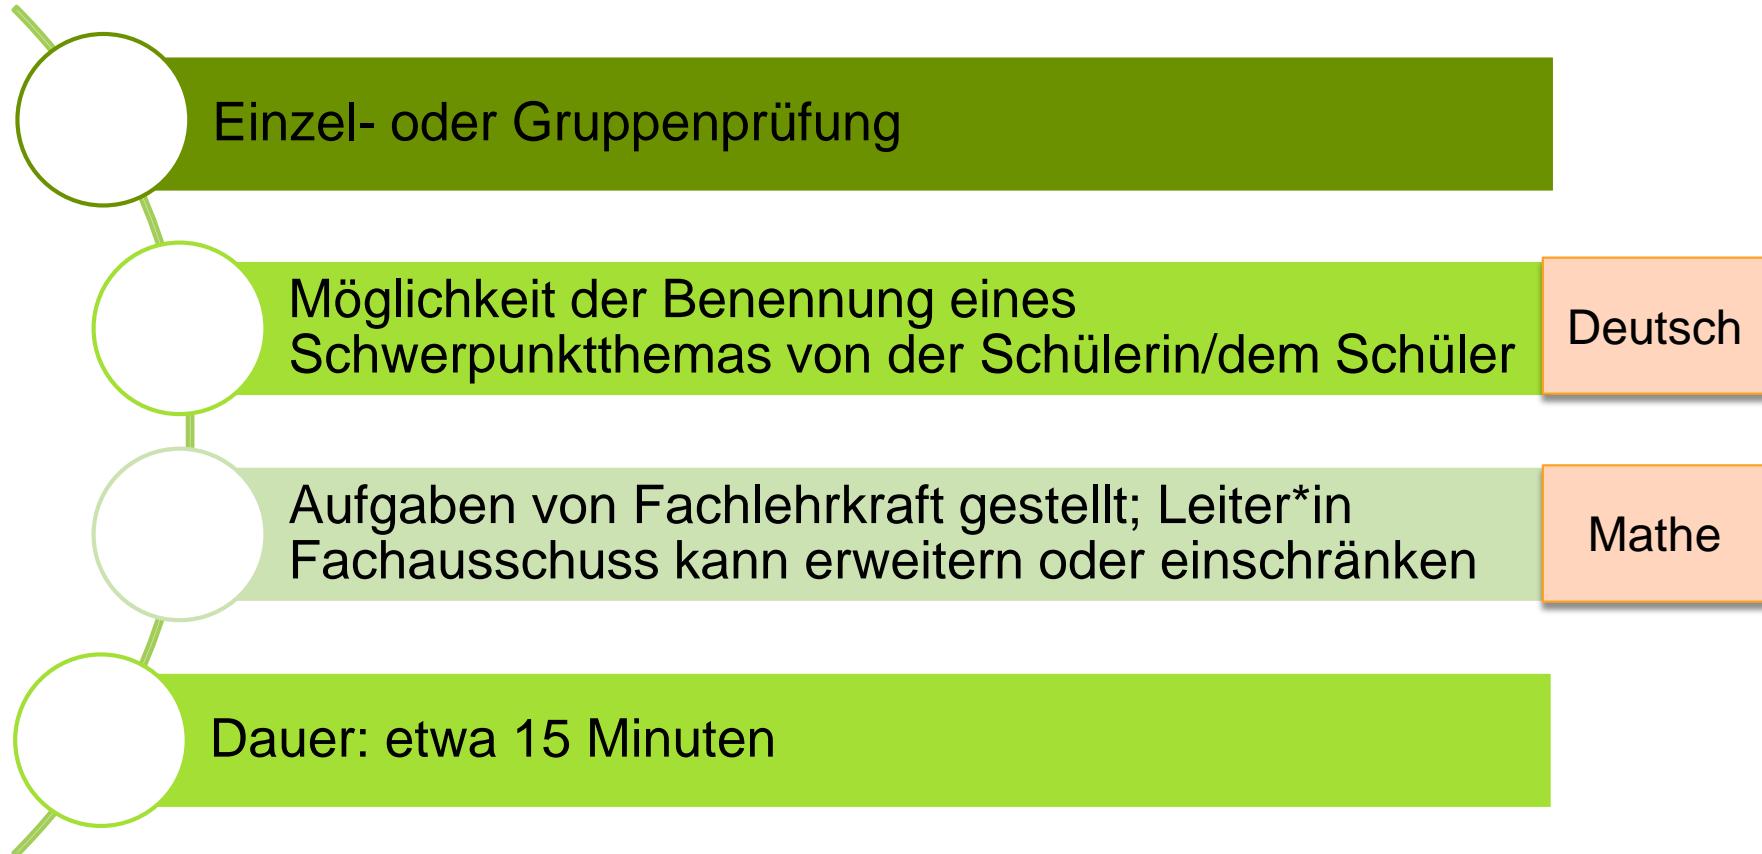 Einzel- oder Gruppenprüfung
Möglichkeit der Benennung eines
Schwerpunktthemas von der Schülerin/dem Schüler
Deutsch
Aufgaben von Fachlehrkraft gestellt; Leiter*in
Fachausschuss kann erweitern oder einschränken
Mathe
Dauer: etwa 15 Minuten